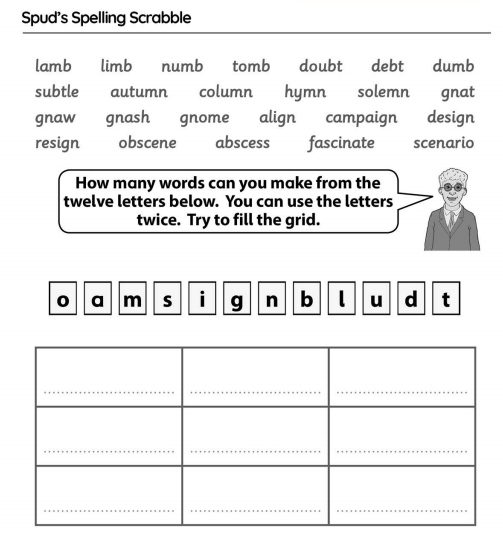 Spud's Spelling Scrabble
lamb limb numb tomb doubt debt dumb
subtle autumn column hymn solemn gnat
gnaw gnash gnome align campaign design
resign obscene abscess fascinate scenario
How many words can you make from the
twelve letters below. You can use the letters
twice. Try to fill the grid.
o a m s i g n b l u d t